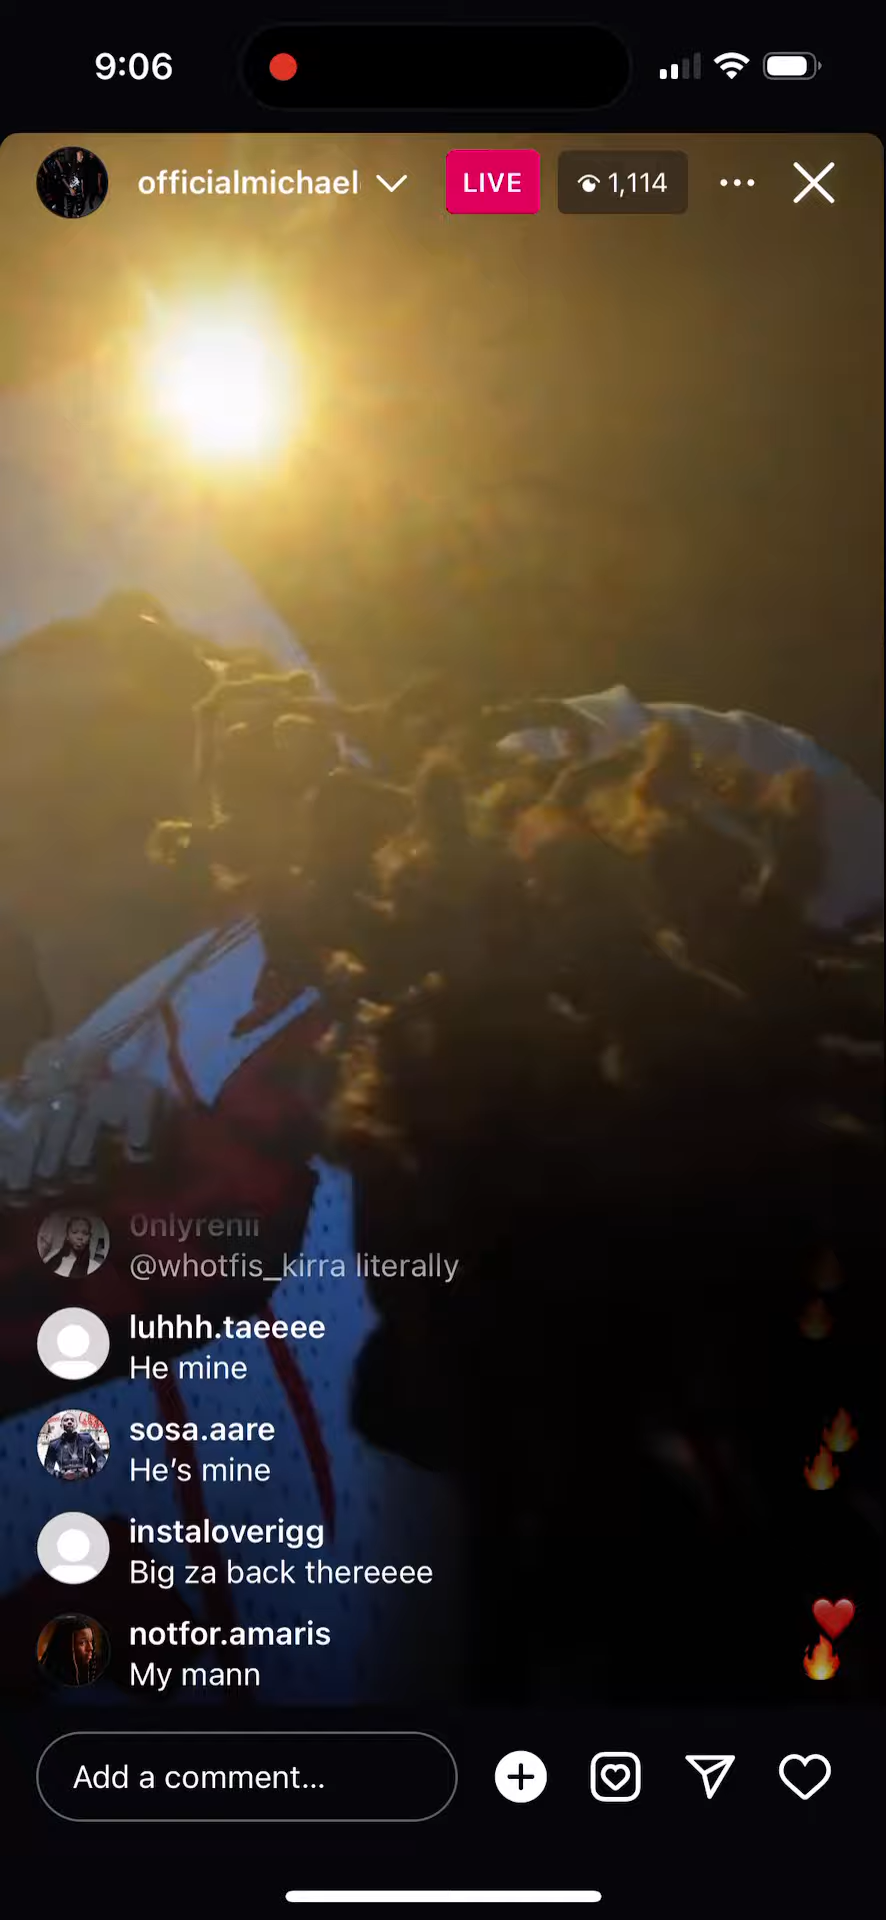 9:06
officialmichael
LIVE
1,114
0nlyrenii
@whotfis_kirra literally
luhhh.taeeee
He mine
sosa.aare
He's mine
instaloverigg
Big za back thereeee
notfor.amaris
My mann
Add a comment...